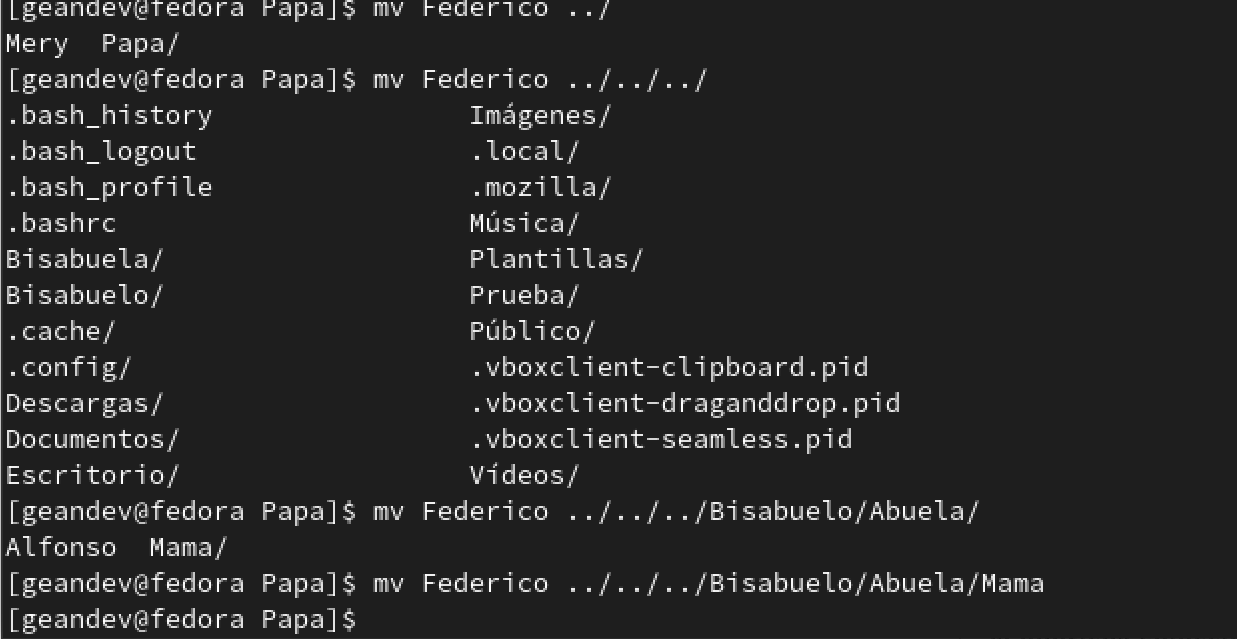 [geandev@fedora Papa]$ mv Federico ../
Mery  Papa/
[geandev@fedora Papa]$ mv Federico ../../../
.bash_history                Imágenes/
.bash_logout                 .local/
.bash_profile                .mozilla/
.bashrc                      Música/
Bisabuela/                   Plantillas/
Bisabuelo/                   Prueba/
.cache/                      Público/
.config/                     .vboxclient-clipboard.pid
Descargas/                   .vboxclient-draganddrop.pid
Documentos/                  .vboxclient-seamless.pid
Escritorio/                  Vídeos/
[geandev@fedora Papa]$ mv Federico ../../../Bisabuelo/Abuela/
Alfonso  Mama/
[geandev@fedora Papa]$ mv Federico ../../../Bisabuelo/Abuela/Mama
[geandev@fedora Papa]$